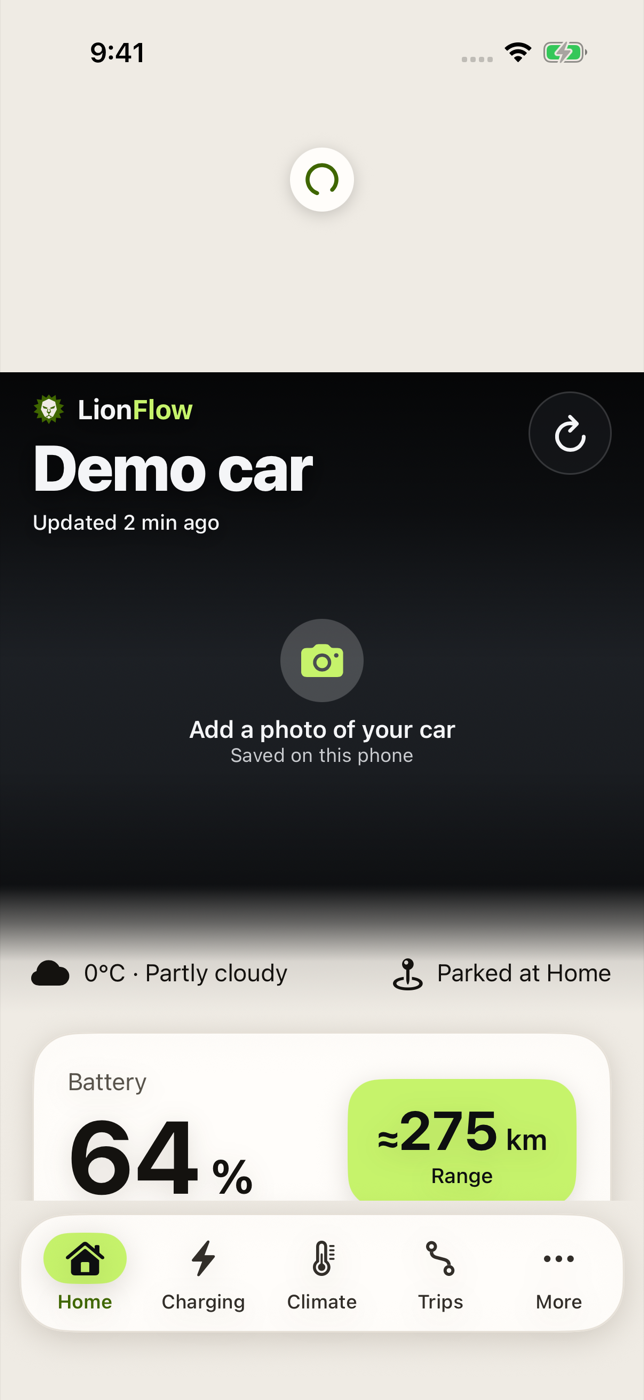 9:41
LionFlow
Demo car
Updated 2 min ago
Add a photo of your car
Saved on this phone
0°C · Partly cloudy
Parked at Home
Battery
64 %
≈275 km
Range
Home
Charging
Climate
Trips
More